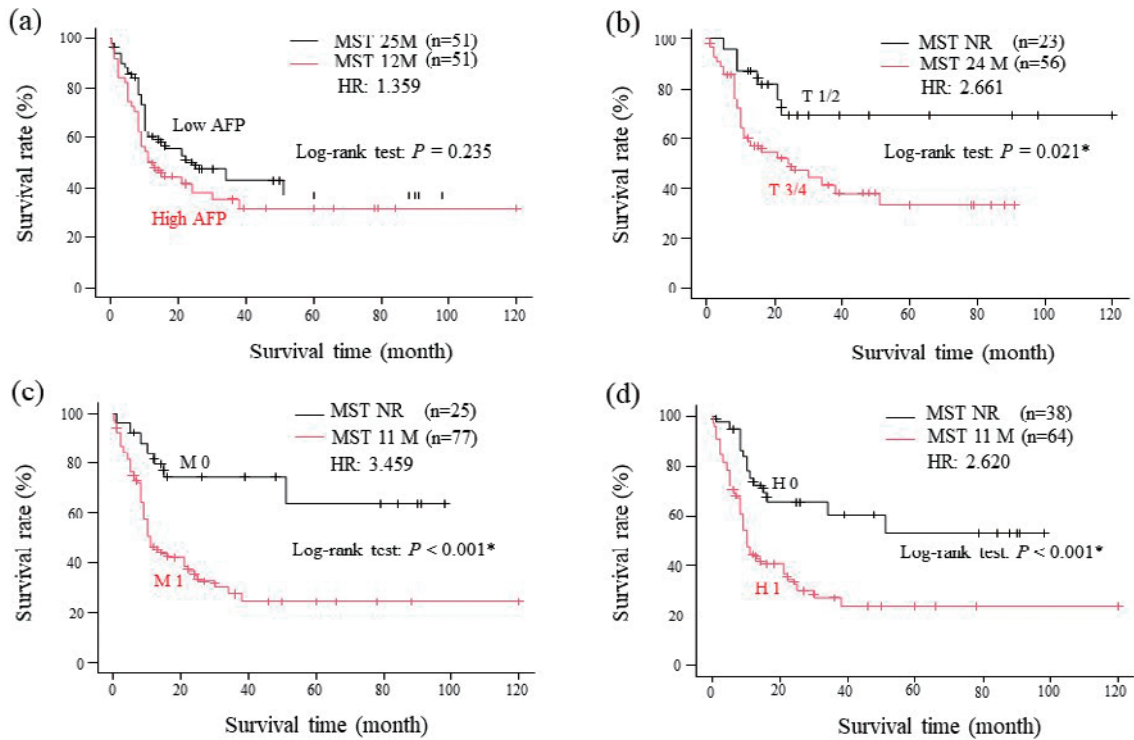 (a)
MST 25M (n=51)
MST 12M (n=51)
HR: 1.359
Low AFP
Log-rank test: P = 0.235
High AFP
Survival rate (%)
100
80
60
40
20
0
0 20 40 60 80 100 120
Survival time (month)
(b)
MST NR (n=23)
MST 24 M (n=56)
HR: 2.661
T 1/2
Log-rank test: P = 0.021*
T 3/4
Survival rate (%)
100
80
60
40
20
0
0 20 40 60 80 100 120
Survival time (month)
(c)
MST NR (n=25)
MST 11 M (n=77)
HR: 3.459
M 0
Log-rank test: P < 0.001*
M 1
Survival rate (%)
100
80
60
40
20
0
0 20 40 60 80 100 120
Survival time (month)
(d)
MST NR (n=38)
MST 11 M (n=64)
HR: 2.620
H 0
Log-rank test: P < 0.001*
H 1
Survival rate (%)
100
80
60
40
20
0
0 20 40 60 80 100 120
Survival time (month)